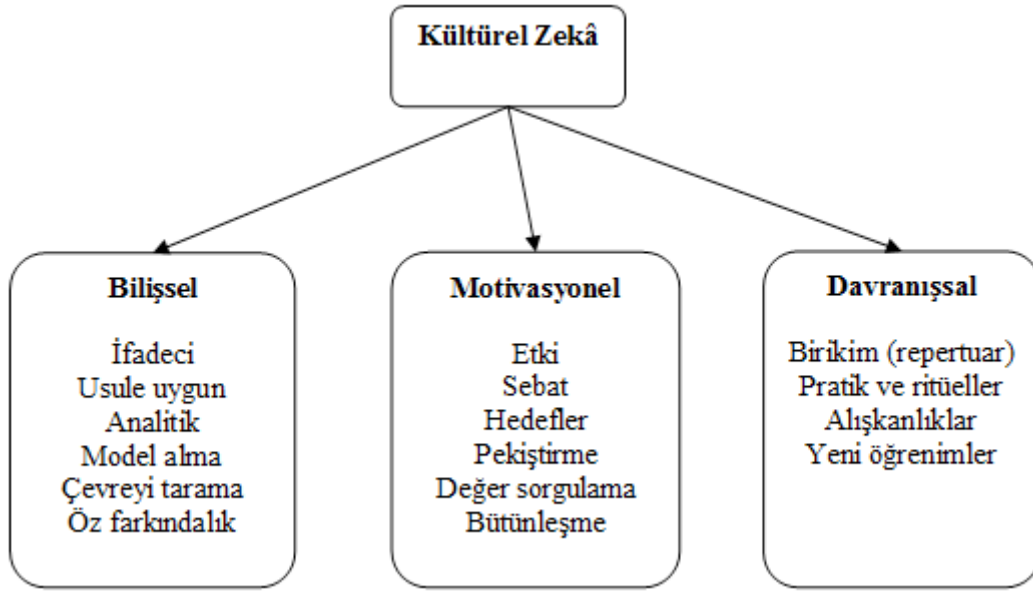 Kültürel Zekâ
Bilişsel
İfadeci
Usule uygun
Analitik
Model alma
Çevreyi tarama
Öz farkındalık
Motivasyonel
Etki
Sebat
Hedefler
Pekiştirme
Değer sorgulama
Bütünleşme
Davranışsal
Birikim (repertuar)
Pratik ve ritüeller
Alışkanlıklar
Yeni öğrenimler